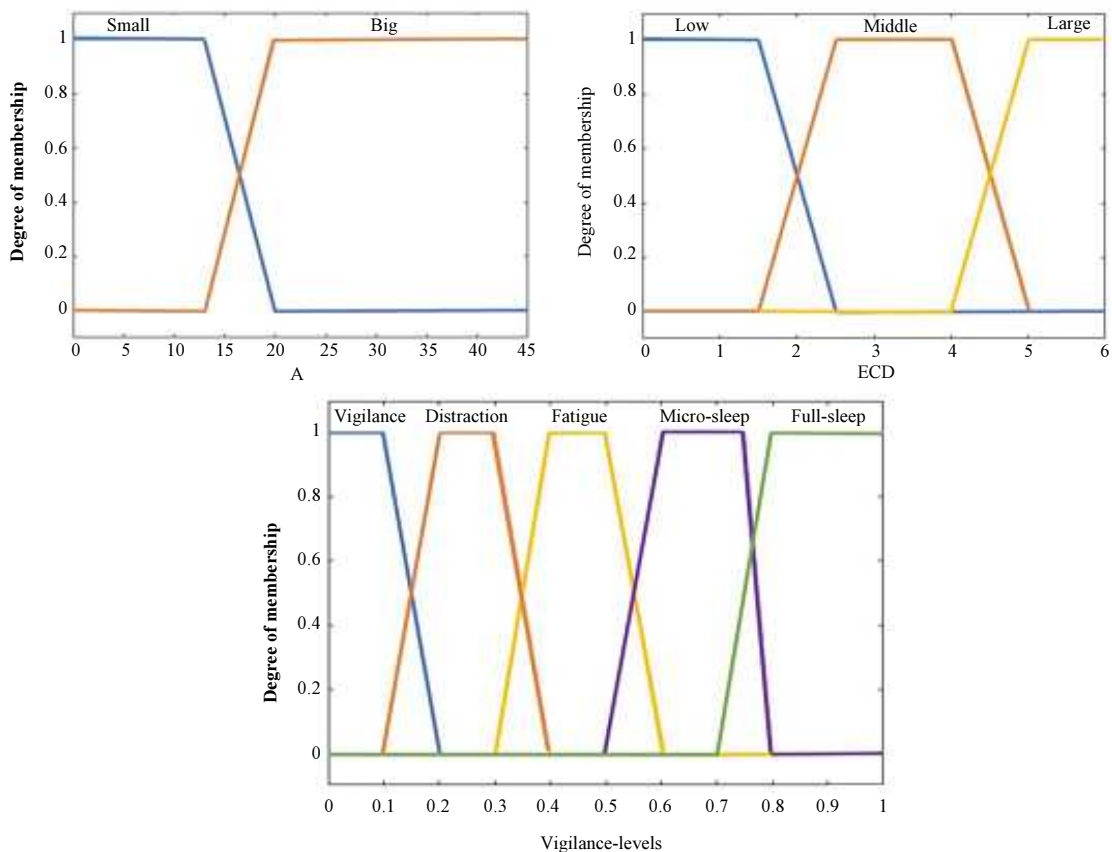 Small Big
Degree of membership
1
0.8
0.6
0.4
0.2
0
0 5 10 15 20 25 30 35 40 45
A
Low Middle Large
Degree of membership
1
0.8
0.6
0.4
0.2
0
0 1 2 3 4 5 6
ECD
Vigilance Distraction Fatigue Micro-sleep Full-sleep
Degree of membership
1
0.8
0.6
0.4
0.2
0
0 0.1 0.2 0.3 0.4 0.5 0.6 0.7 0.8 0.9 1
Vigilance-levels